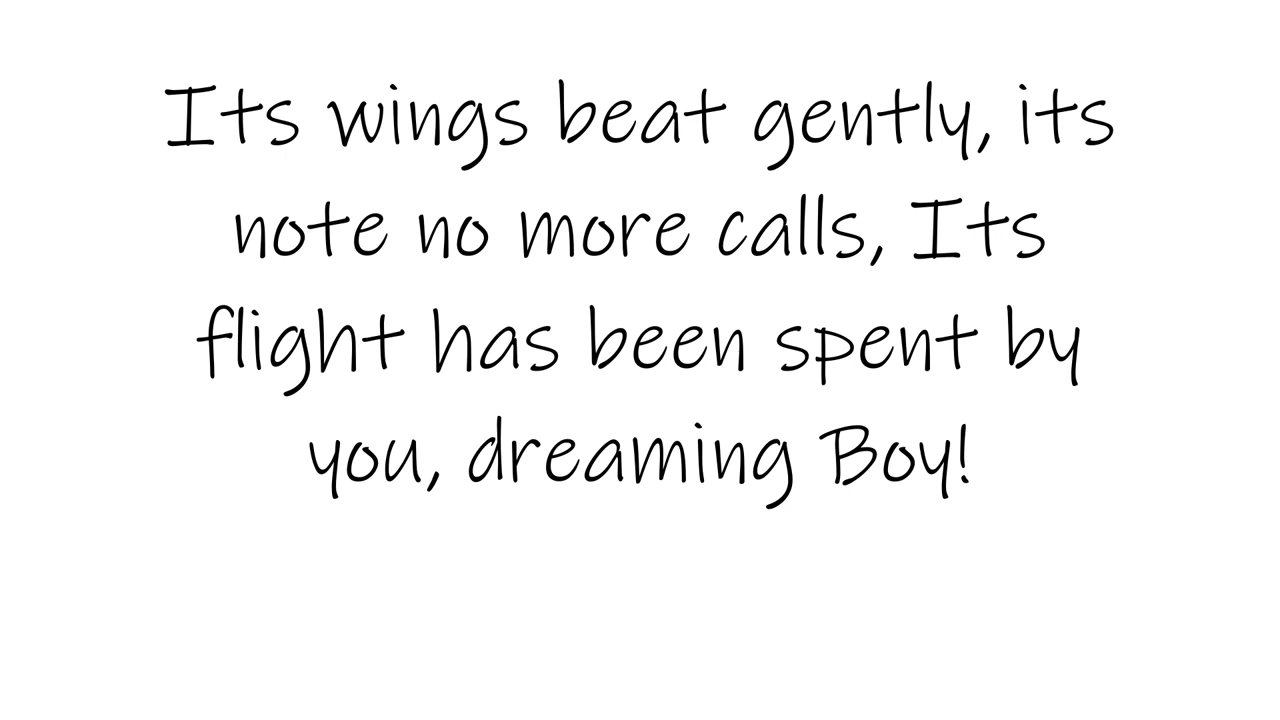 Its wings beat gently, its
note no more calls, Its
flight has been spent by
you, dreaming Boy!